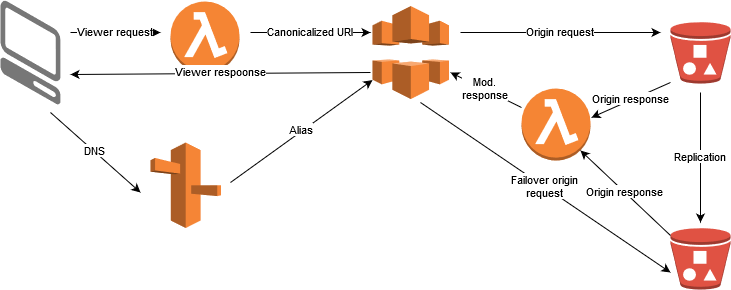 Viewer request
Canonicalized URI
Origin request
Viewer response
Mod.
response
Origin response
Alias
DNS
Replication
Failover origin
request
Origin response